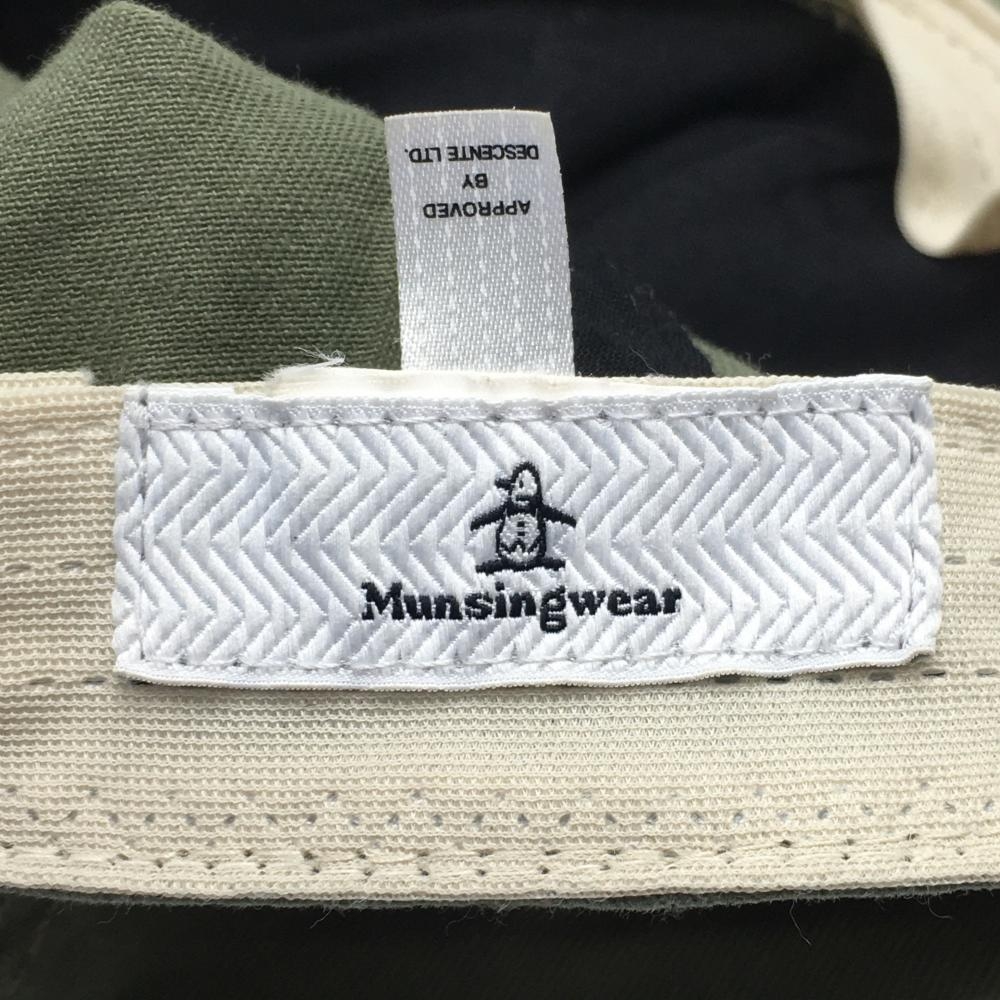 APPROVED
BY
DESCENTE LTD.
Munsingwear